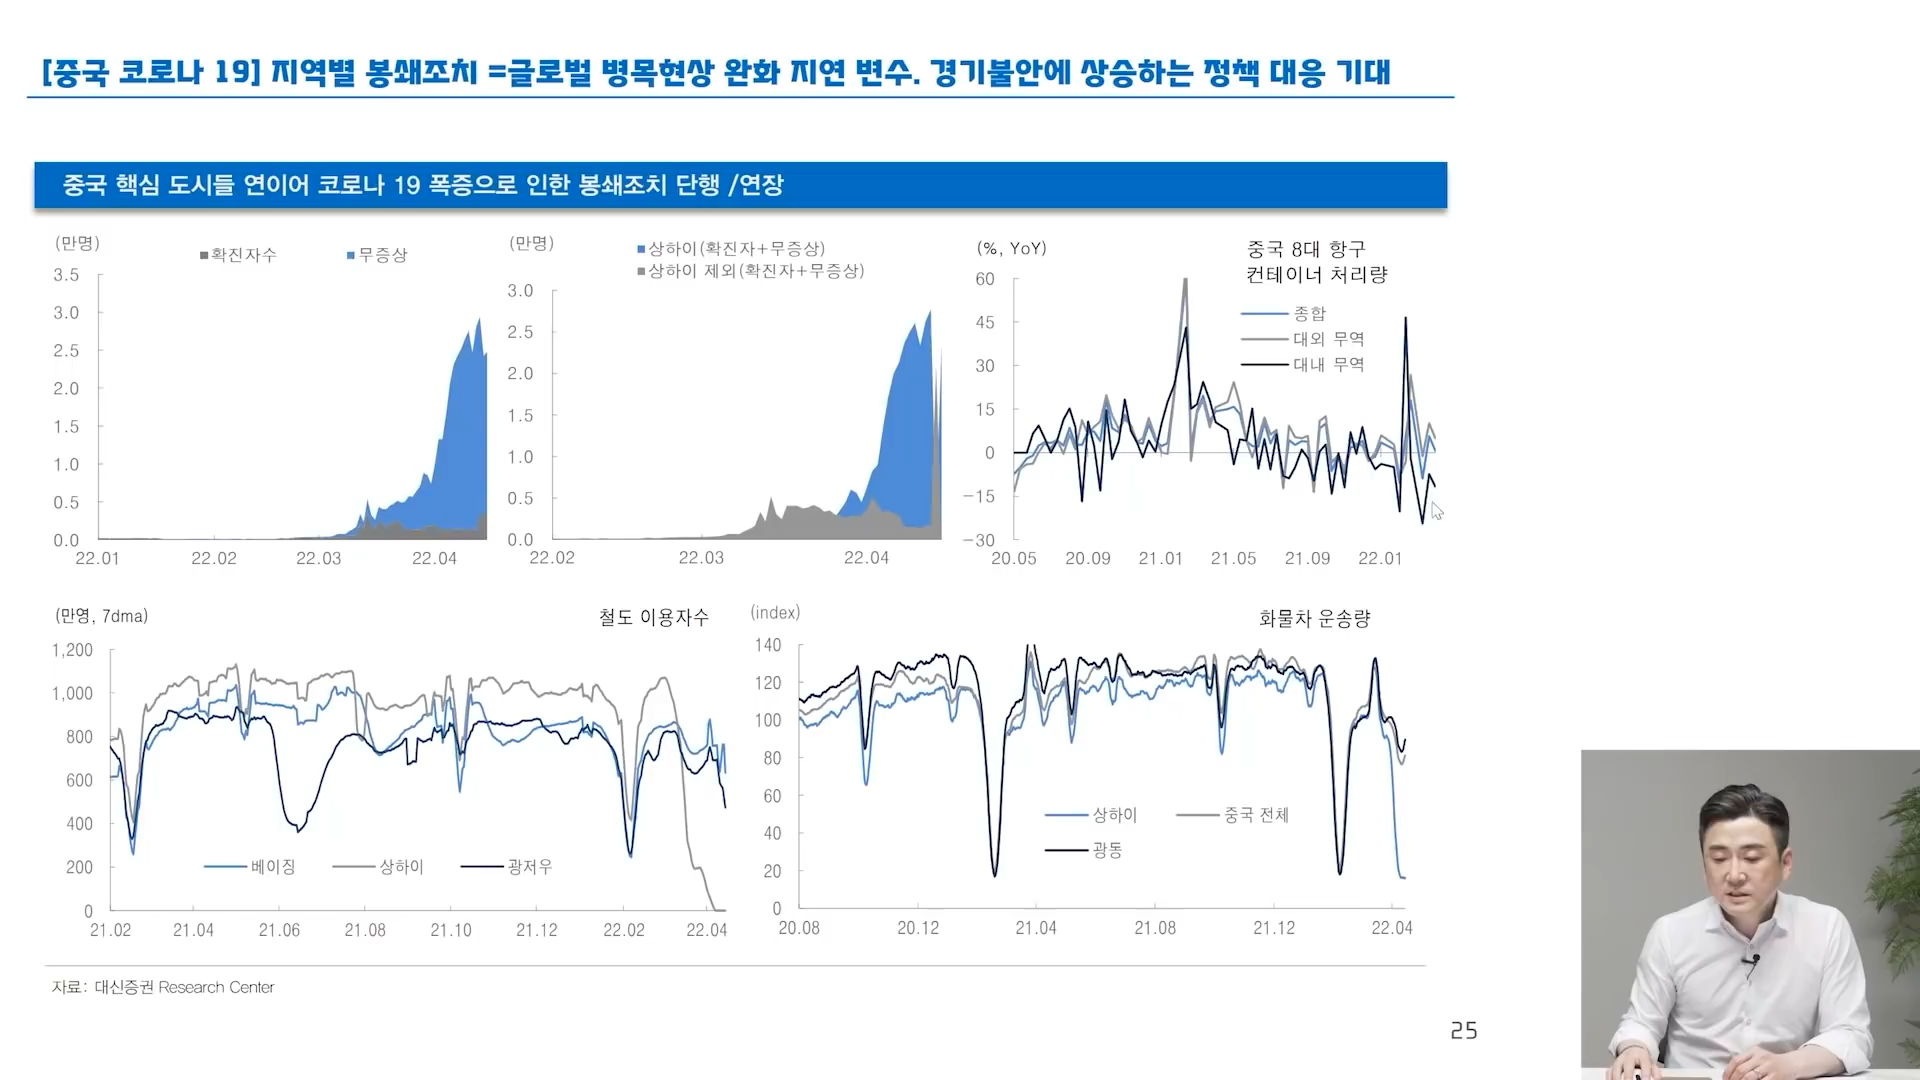 [중국 코로나 19] 지역별 봉쇄조치 =글로벌 병목현상 완화 지연 변수. 경기불안에 상승하는 정책 대응 기대
중국 핵심 도시들 연이어 코로나 19 폭증으로 인한 봉쇄조치 단행 /연장
(만명)
■확진자수 ■무증상
3.5
3.0
2.5
2.0
1.5
1.0
0.5
0.0
22.01 22.02 22.03 22.04
(만명)
■상하이(확진자+무증상)
■상하이 제외(확진자+무증상)
3.0
2.5
2.0
1.5
1.0
0.5
0.0
22.02 22.03 22.04
(%, YoY)
중국 8대 항구
컨테이너 처리량
종합
대외 무역
대내 무역
60
45
30
15
0
-15
-30
20.05 20.09 21.01 21.05 21.09 22.01
(만영, 7dma)
철도 이용자수
1,200
1,000
800
600
400
200
0
베이징 상하이 광저우
21.02 21.04 21.06 21.08 21.10 21.12 22.02 22.04
(index)
화물차 운송량
140
120
100
80
60
40
20
0
상하이 중국 전체
광동
20.08 20.12 21.04 21.08 21.12 22.04
자료: 대신증권 Research Center
25